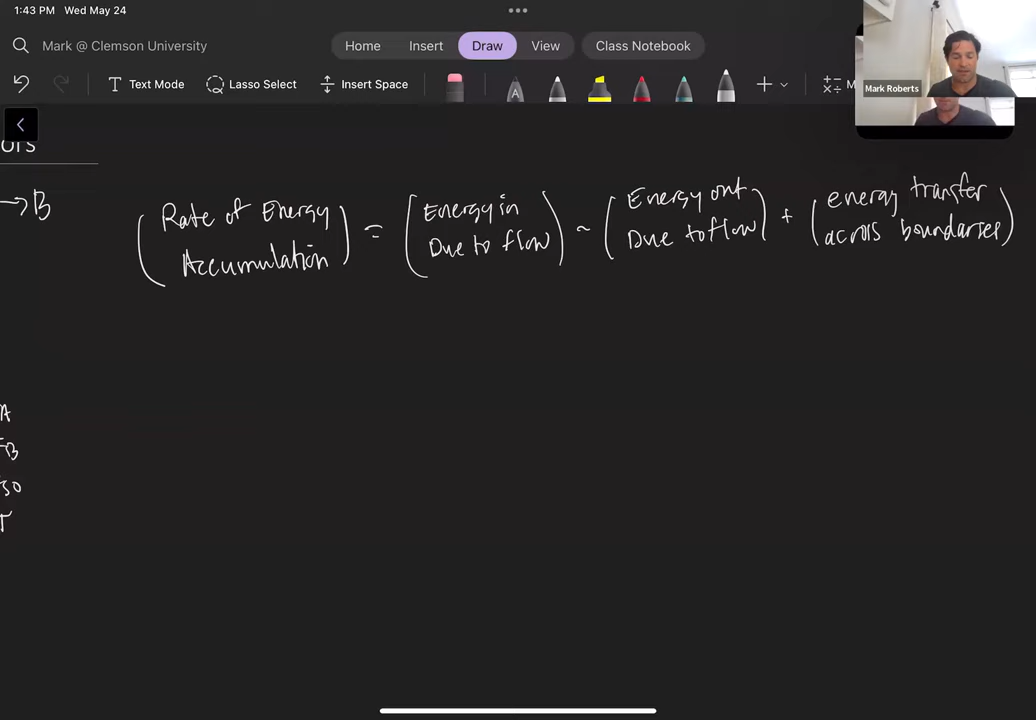 1:43 PM Wed May 24
Mark @ Clemson University
Home Insert Draw View Class Notebook
Text Mode Lasso Select Insert Space A M
Mark Roberts
ors
→B
(Rate of Energy Accumulation) = (Energy in Due to flow) - (Energy out Due to flow) + (energy transfer across boundaries)
A
B
so
T